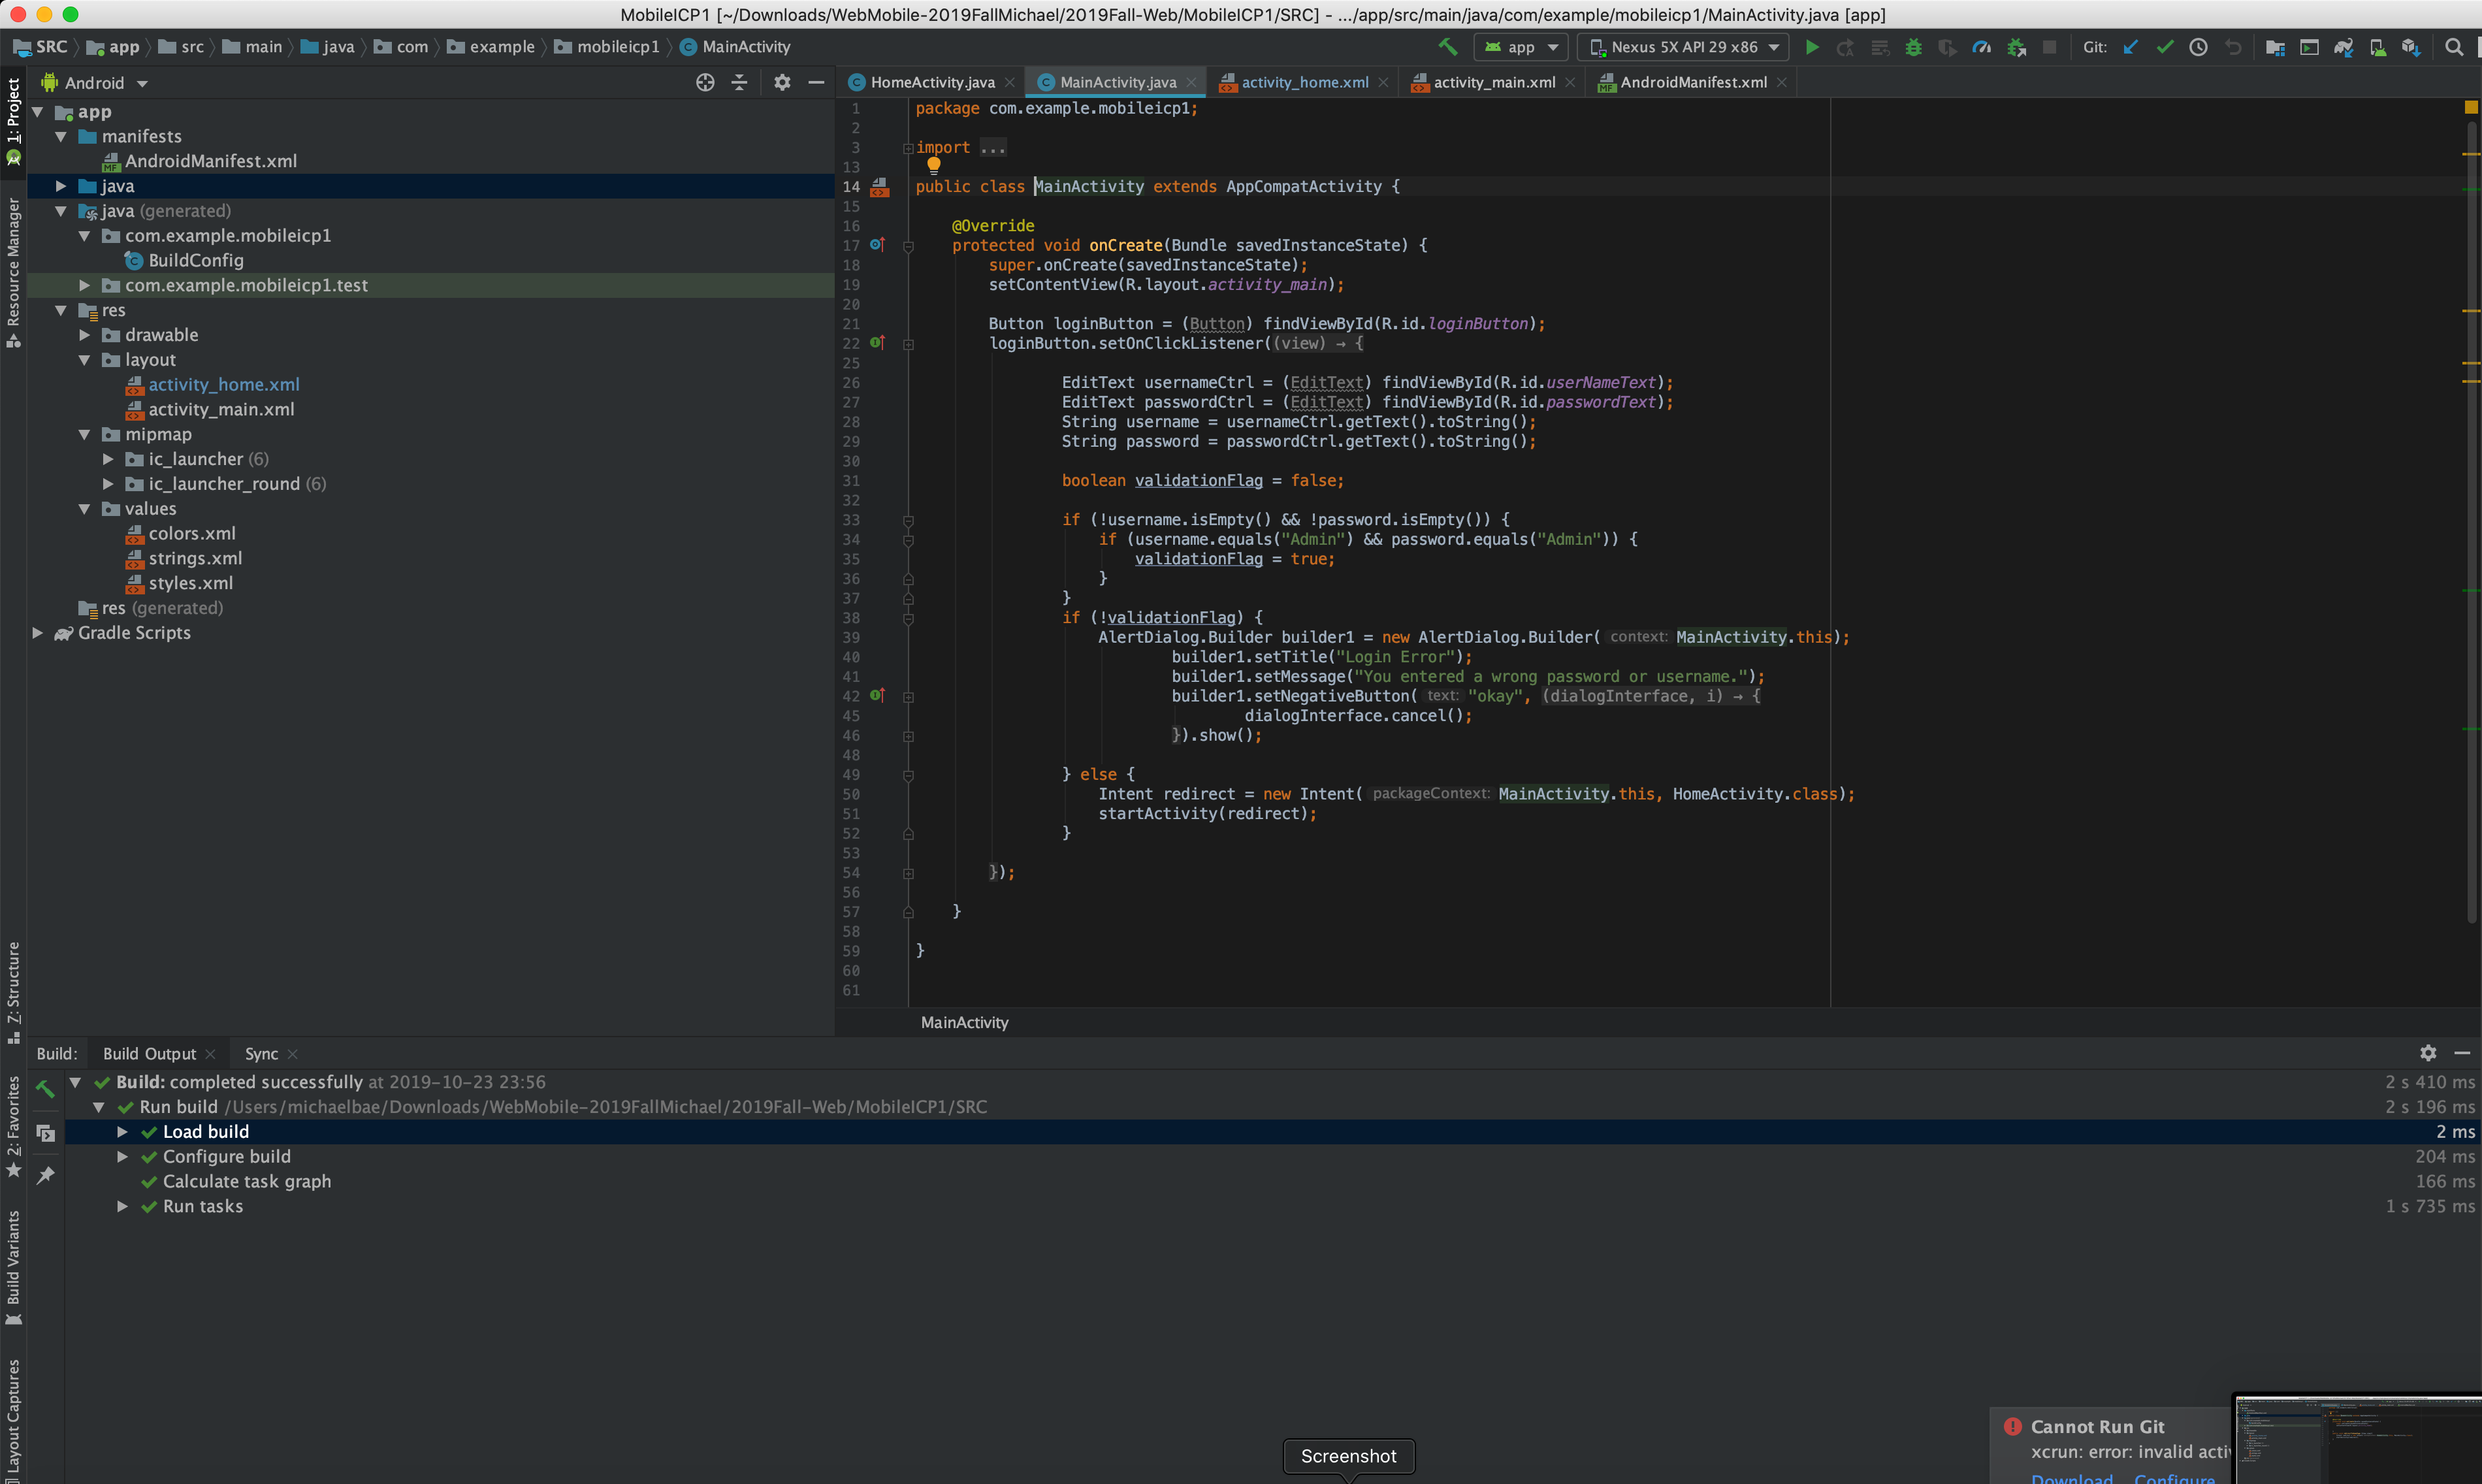 MobileICP1 [~/Downloads/WebMobile-2019FallMichael/2019Fall-Web/MobileICP1/SRC] - .../app/src/main/java/com/example/mobileicp1/MainActivity.java [app]
SRC app src main java com example mobileicp1 MainActivity
app Nexus 5X API 29 x86 Git:
Android
HomeActivity.java MainActivity.java activity_home.xml activity_main.xml AndroidManifest.xml
1: Project
Resource Manager
7: Structure
2: Favorites
Build Variants
Layout Captures
app
manifests
AndroidManifest.xml
java
java (generated)
com.example.mobileicp1
BuildConfig
com.example.mobileicp1.test
res
drawable
layout
activity_home.xml
activity_main.xml
mipmap
ic_launcher (6)
ic_launcher_round (6)
values
colors.xml
strings.xml
styles.xml
res (generated)
Gradle Scripts
1 package com.example.mobileicp1;
2
3 import ...
13
14 public class MainActivity extends AppCompatActivity {
15
16 @Override
17 protected void onCreate(Bundle savedInstanceState) {
18 super.onCreate(savedInstanceState);
19 setContentView(R.layout.activity_main);
20
21 Button loginButton = (Button) findViewById(R.id.loginButton);
22 loginButton.setOnClickListener((view) → {
25
26 EditText usernameCtrl = (EditText) findViewById(R.id.userNameText);
27 EditText passwordCtrl = (EditText) findViewById(R.id.passwordText);
28 String username = usernameCtrl.getText().toString();
29 String password = passwordCtrl.getText().toString();
30
31 boolean validationFlag = false;
32
33 if (!username.isEmpty() && !password.isEmpty()) {
34 if (username.equals("Admin") && password.equals("Admin")) {
35 validationFlag = true;
36 }
37 }
38 if (!validationFlag) {
39 AlertDialog.Builder builder1 = new AlertDialog.Builder( context: MainActivity.this);
40 builder1.setTitle("Login Error");
41 builder1.setMessage("You entered a wrong password or username.");
42 builder1.setNegativeButton( text: "okay", (dialogInterface, i) → {
45 dialogInterface.cancel();
46 }).show();
48
49 } else {
50 Intent redirect = new Intent( packageContext: MainActivity.this, HomeActivity.class);
51 startActivity(redirect);
52 }
53
54 });
56
57 }
58
59 }
60
61
MainActivity
Build: Build Output Sync
Build: completed successfully at 2019-10-23 23:56 2 s 410 ms
Run build /Users/michaelbae/Downloads/WebMobile-2019FallMichael/2019Fall-Web/MobileICP1/SRC 2 s 196 ms
Load build 2 ms
Configure build 204 ms
Calculate task graph 166 ms
Run tasks 1 s 735 ms
Cannot Run Git
xcrun: error: invalid acti
Download Configure
Screenshot